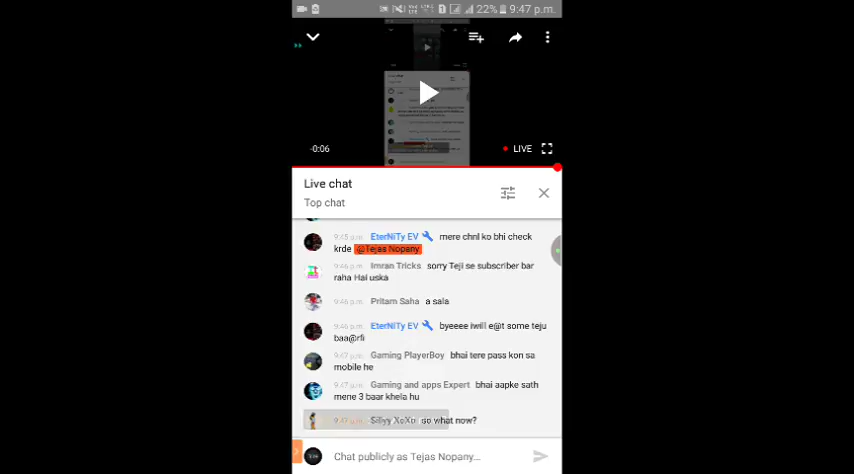 22% 9:47 p.m.
-0:06
LIVE
Live chat
Top chat
9:45 p.m. EterNiTy EV mere chnl ko bhi check
krde @Tejas Nopany
9:46 p.m. Imran Tricks sorry Teji se subscriber bar
raha Hai uska
9:46 p.m. Pritam Saha a sala
9:46 p.m. EterNiTy EV byeeee iwill e@t some teju
baa@rfi
9:47 p.m. Gaming PlayerBoy bhai tere pass kon sa
mobile he
9:47 p.m. Gaming and apps Expert bhai aapke sath
mene 3 baar khela hu
9:47 p.m. Sillyy XoXo so what now?
Chat publicly as Tejas Nopany...